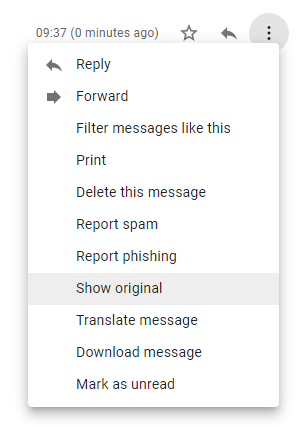 09:37 (0 minutes ago)
Reply
Forward
Filter messages like this
Print
Delete this message
Report spam
Report phishing
Show original
Translate message
Download message
Mark as unread